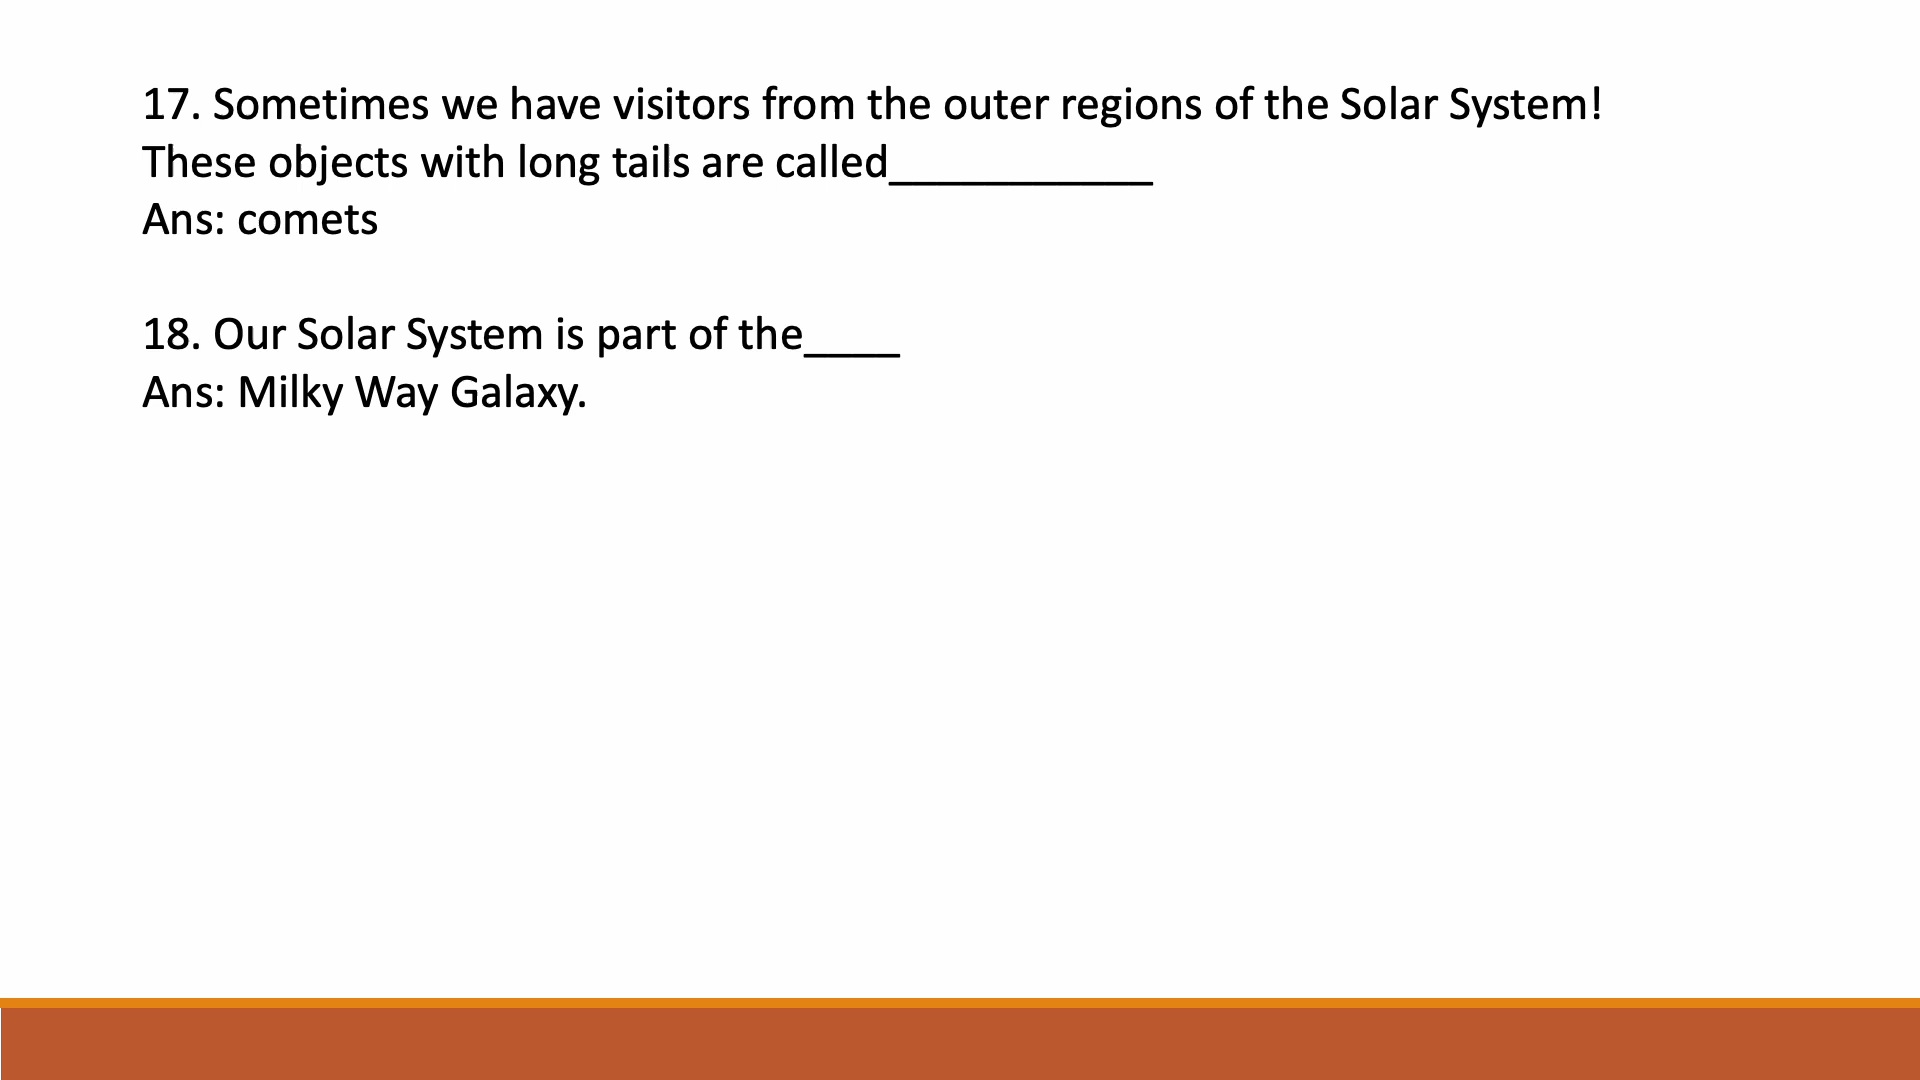 17. Sometimes we have visitors from the outer regions of the Solar System!
These objects with long tails are called___________
Ans: comets
18. Our Solar System is part of the____
Ans: Milky Way Galaxy.